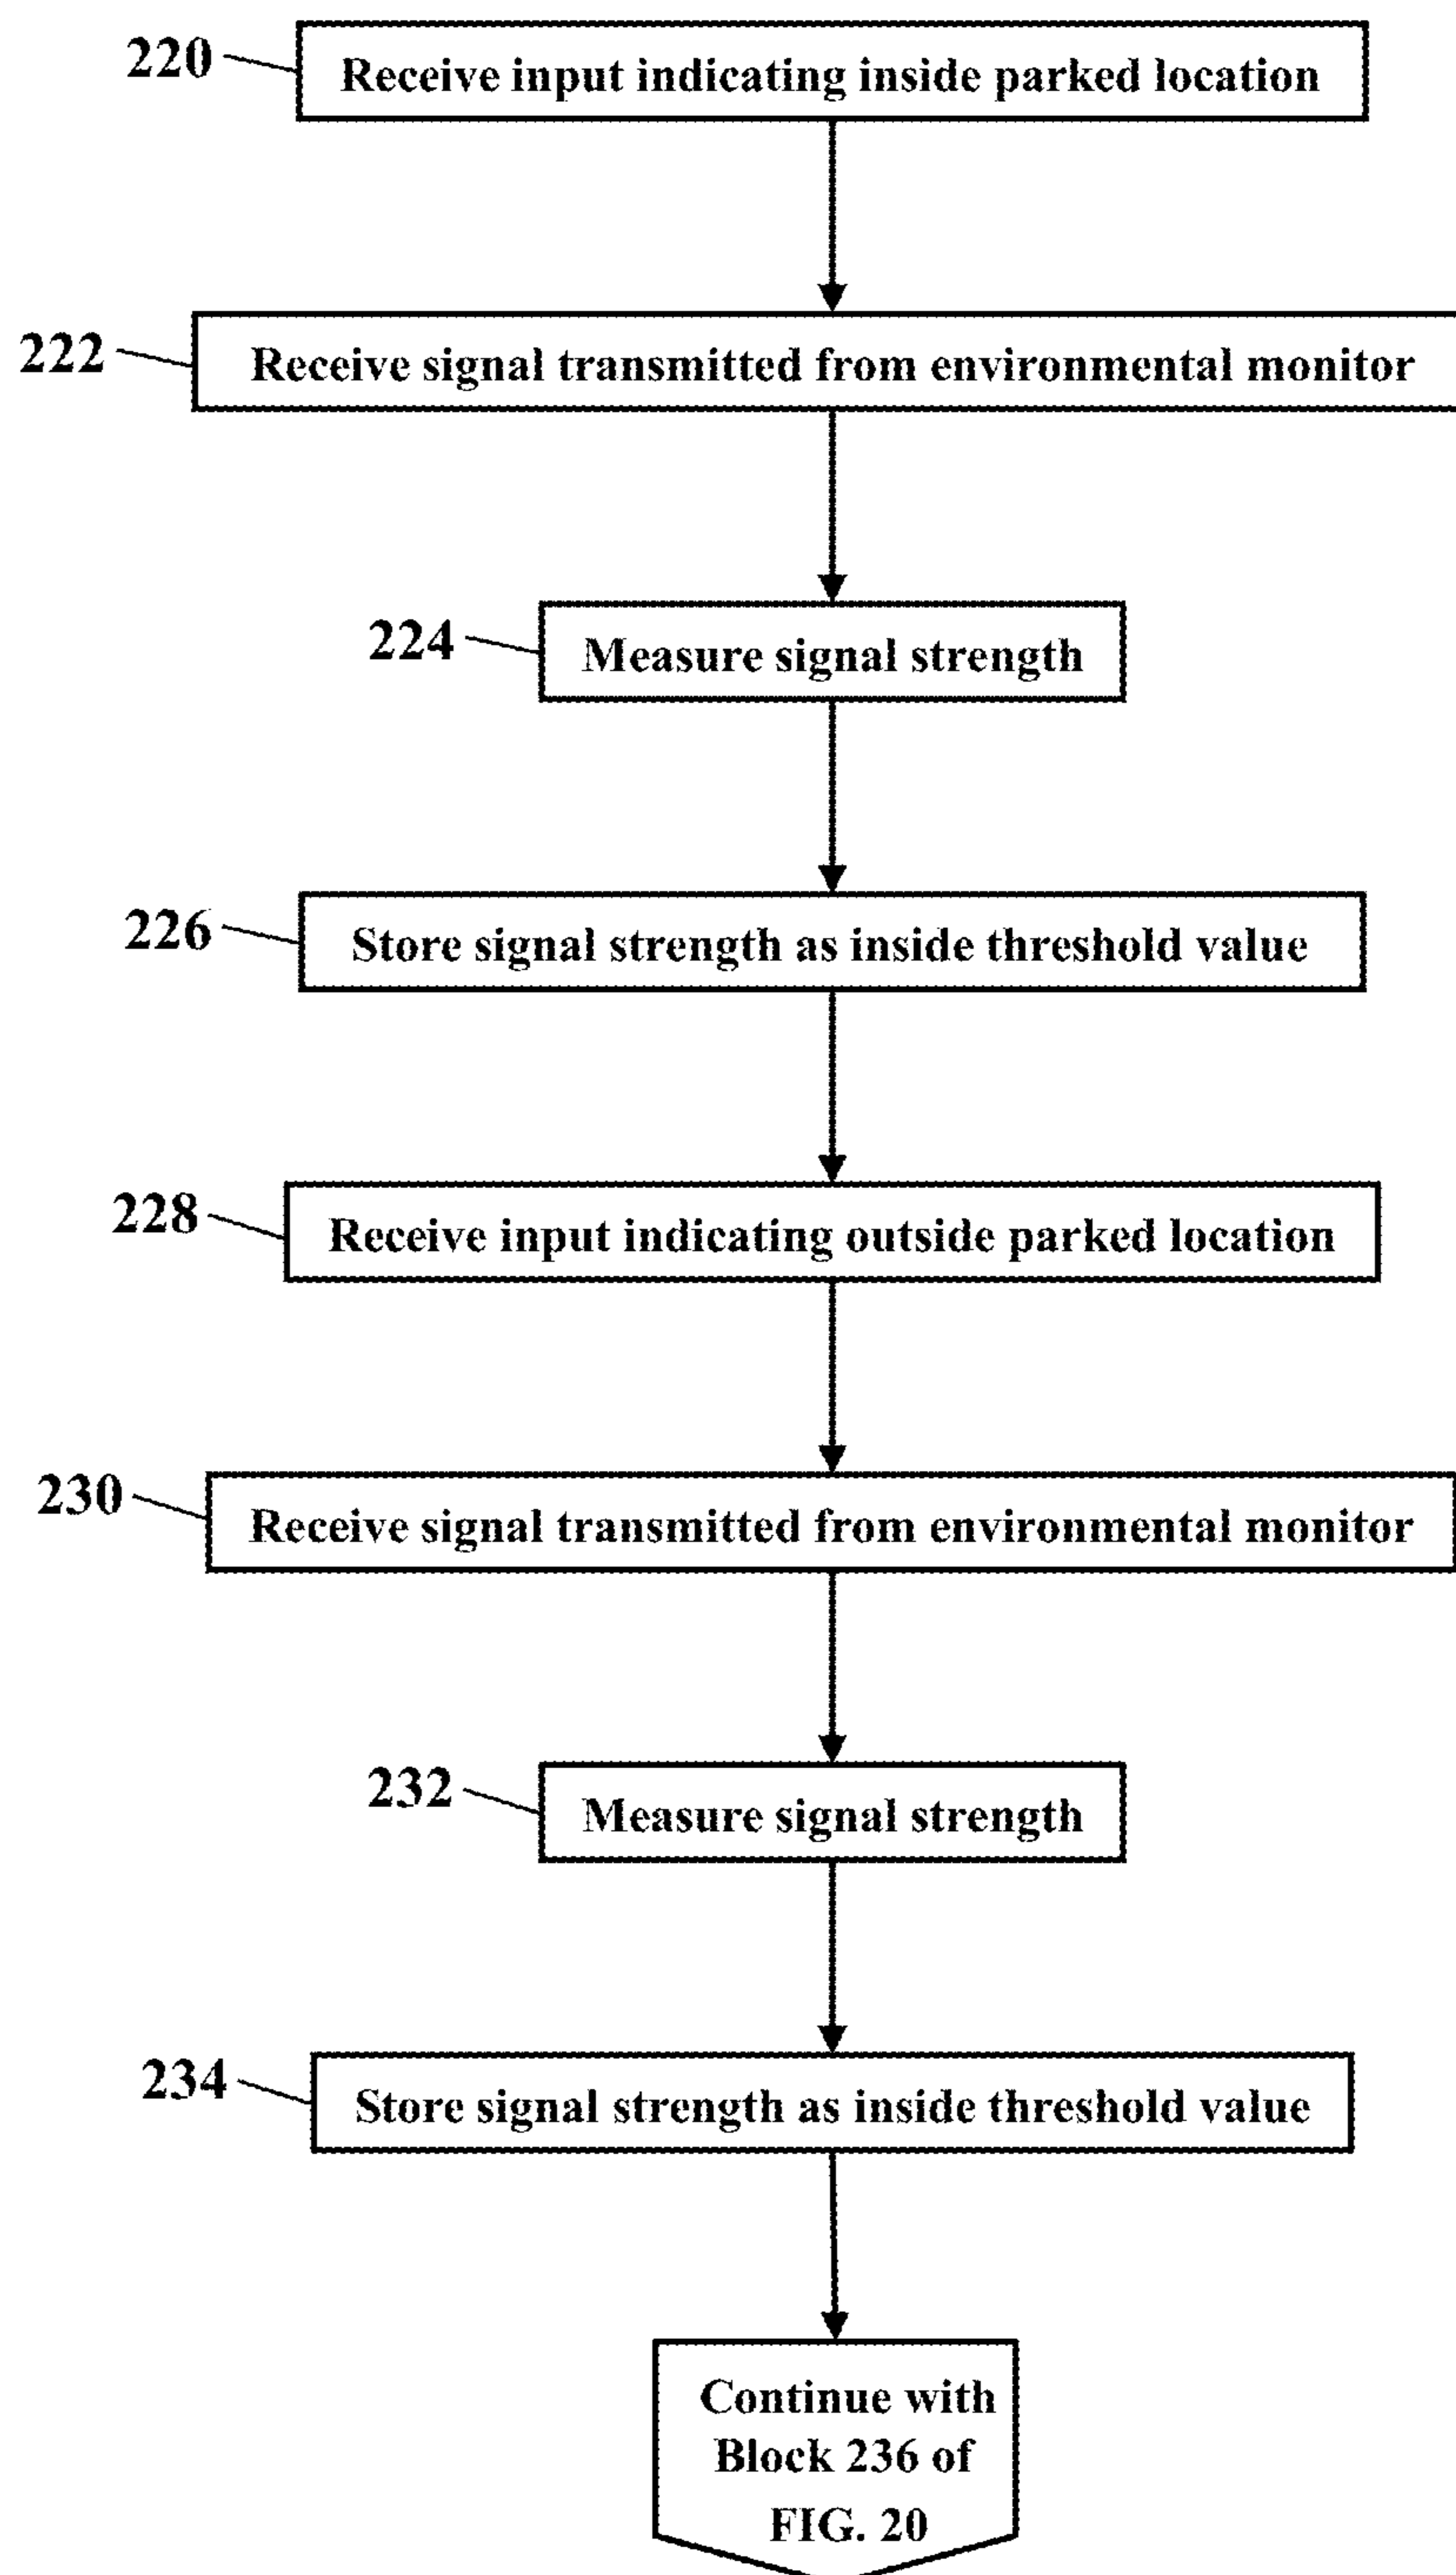 220
Receive input indicating inside parked location
222
Receive signal transmitted from environmental monitor
224
Measure signal strength
226
Store signal strength as inside threshold value
228
Receive input indicating outside parked location
230
Receive signal transmitted from environmental monitor
232
Measure signal strength
234
Store signal strength as inside threshold value
Continue with
Block 236 of
FIG. 20